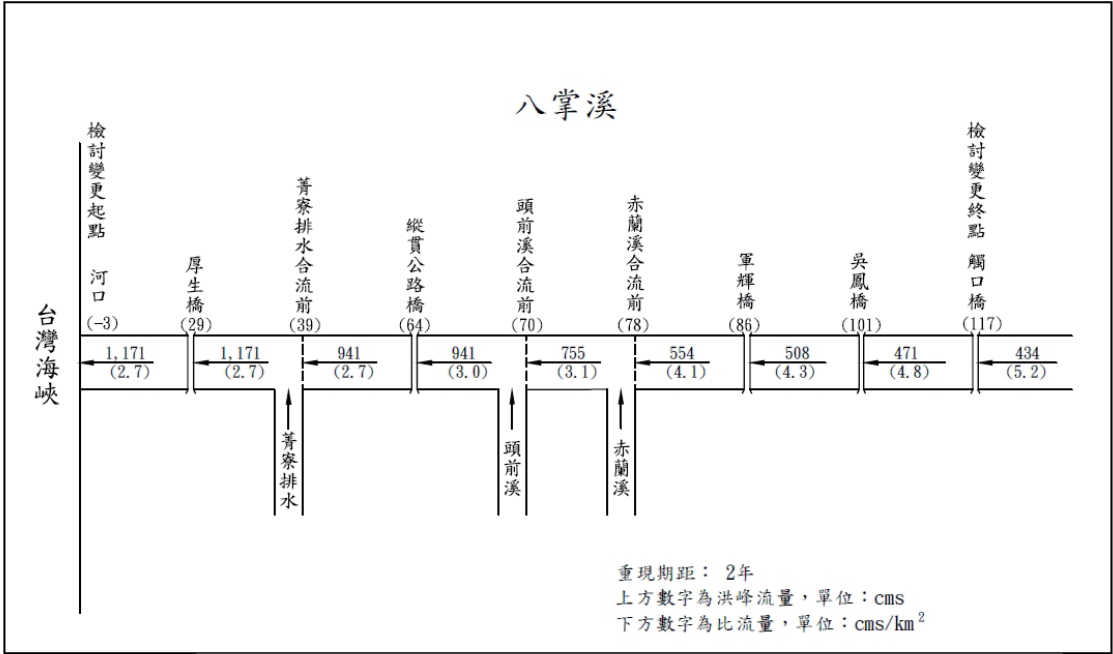 八掌溪
檢討變更起點 河口
(-3)
厚生橋
(29)
菁寮排水合流前
(39)
縱貫公路橋
(64)
頭前溪合流前
(70)
赤蘭溪合流前
(78)
軍輝橋
(86)
吳鳳橋
(101)
檢討變更終點 觸口橋
(117)
台灣海峽
1,171
(2.7)
1,171
(2.7)
941
(2.7)
941
(3.0)
755
(3.1)
554
(4.1)
508
(4.3)
471
(4.8)
434
(5.2)
菁寮排水
頭前溪
赤蘭溪
重現期距： 2年
上方數字為洪峰流量，單位：cms
下方數字為比流量，單位：cms/km²